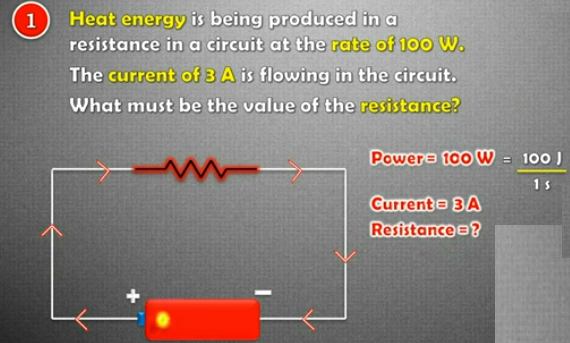 1
Heat energy is being produced in a
resistance in a circuit at the rate of 100 W.
The current of 3 A is flowing in the circuit.
What must be the value of the resistance?
Power = 100 W = 100 J
1 s
Current = 3 A
Resistance = ?
+
−